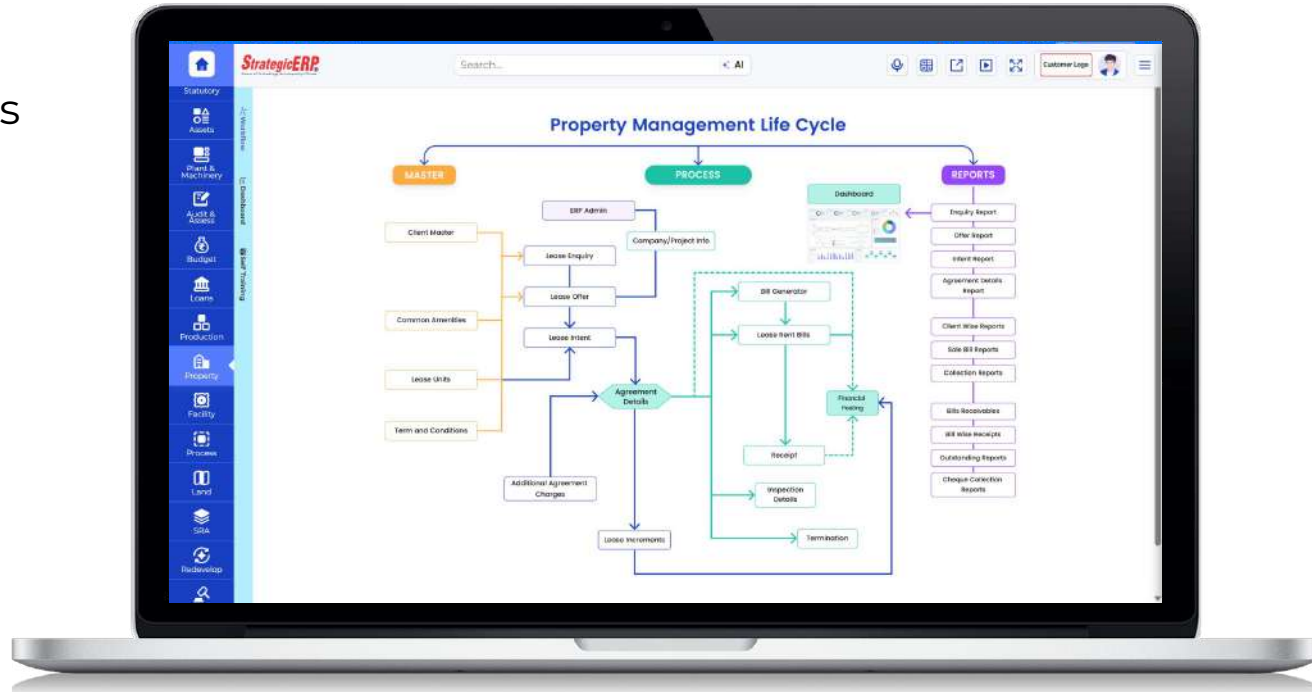 s
StrategicERP
Search...
< AI
Customer Logo
Statutory
Assets
Plant &
Machinery
Audit &
Assess
Budget
Loans
Production
Property
Facility
Process
Land
SRA
Redevelop
Workflow
Dashboard
Self Training
Property Management Life Cycle
MASTER
PROCESS
REPORTS
Client Master
Common Amenities
Lease Units
Term and Conditions
ERP Admin
Company/Project Info
Lease Enquiry
Lease Offer
Lease Intent
Agreement
Details
Additional Agreement
Charges
Lease Increments
Bill Generator
Lease Rent Bills
Financial
Posting
Receipt
Inspection
Details
Termination
Dashboard
Enquiry Report
Offer Report
Intent Report
Agreement Details
Report
Client Wise Reports
Sale Bill Reports
Collection Reports
Bills Receivables
Bill Wise Receipts
Outstanding Reports
Cheque Collection
Reports